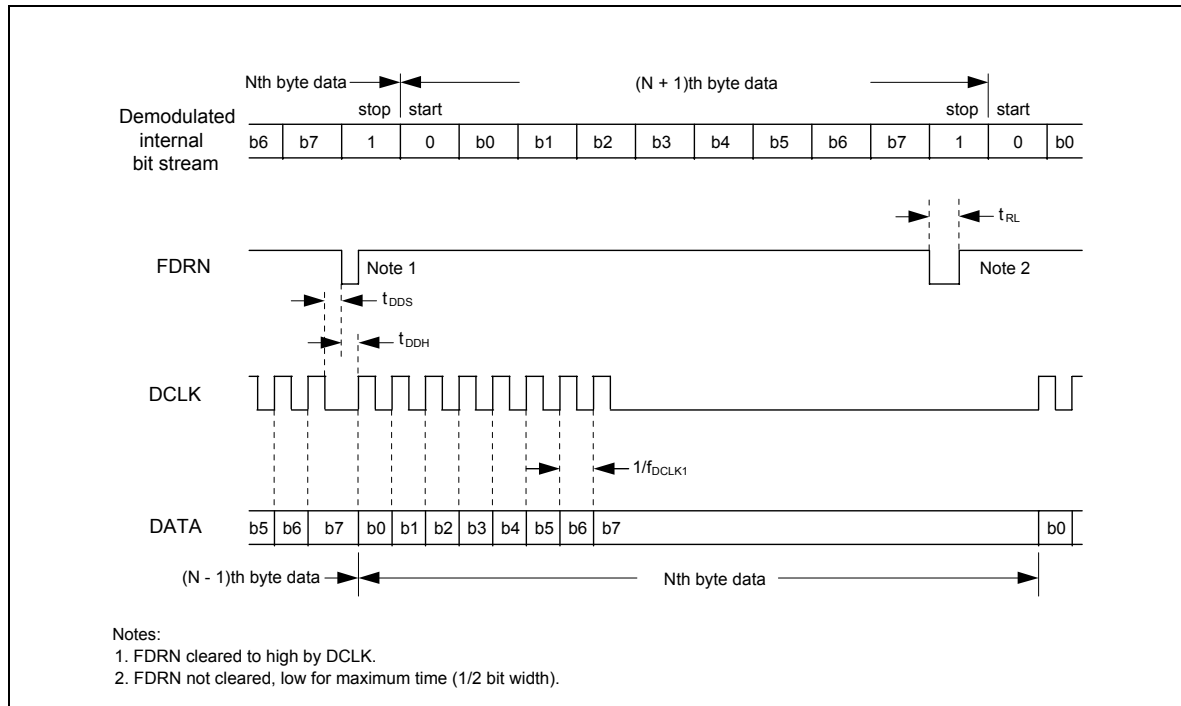 Nth byte data
(N + 1)th byte data
stop start
stop start
Demodulated
internal
bit stream
b6 b7 1 0 b0 b1 b2 b3 b4 b5 b6 b7 1 0 b0
tRL
FDRN
Note 1
Note 2
tDDS
tDDH
DCLK
1/fDCLK1
DATA
b5 b6 b7 b0 b1 b2 b3 b4 b5 b6 b7 b0
(N - 1)th byte data
Nth byte data
Notes:
1. FDRN cleared to high by DCLK.
2. FDRN not cleared, low for maximum time (1/2 bit width).